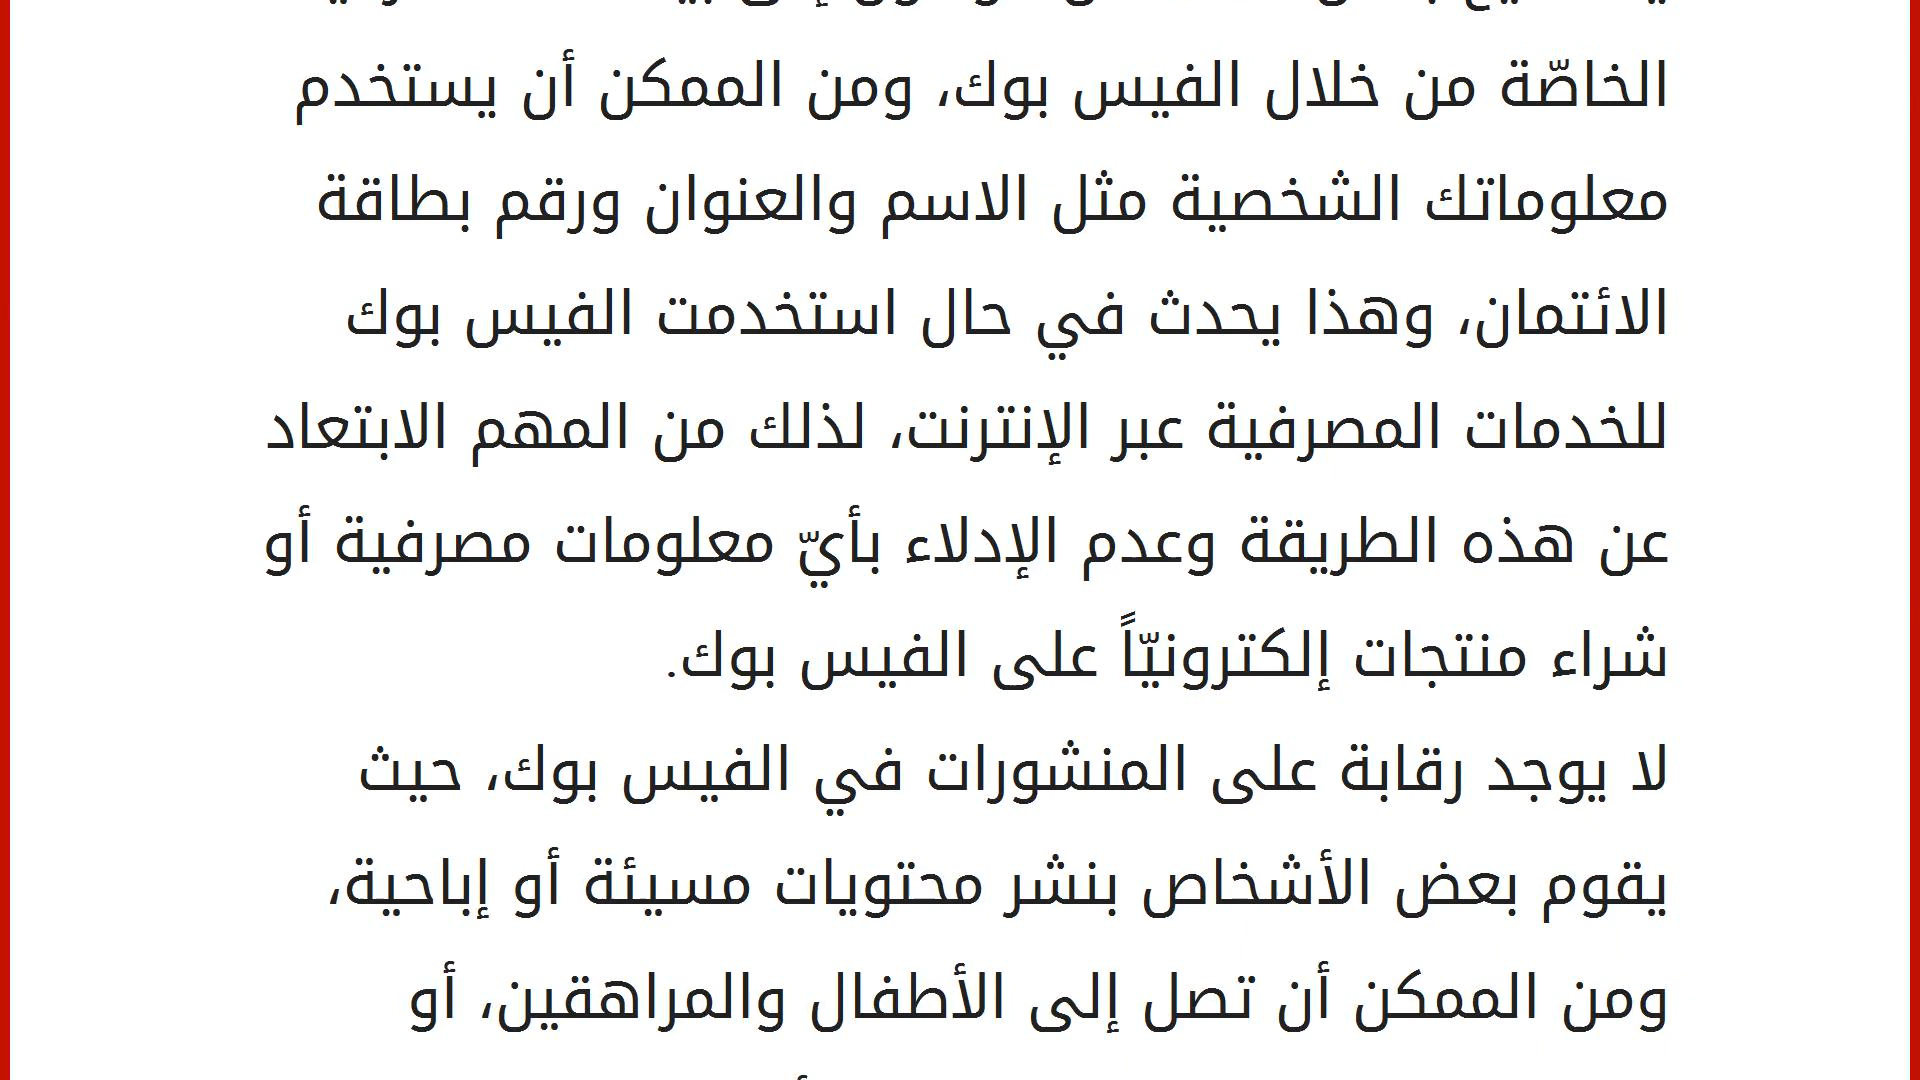 الخاصّة من خلال الفيس بوك، ومن الممكن أن يستخدم
معلوماتك الشخصية مثل الاسم والعنوان ورقم بطاقة
الائتمان، وهذا يحدث في حال استخدمت الفيس بوك
للخدمات المصرفية عبر الإنترنت، لذلك من المهم الابتعاد
عن هذه الطريقة وعدم الإدلاء بأيّ معلومات مصرفية أو
شراء منتجات إلكترونيّاً على الفيس بوك.
لا يوجد رقابة على المنشورات في الفيس بوك، حيث
يقوم بعض الأشخاص بنشر محتويات مسيئة أو إباحية،
ومن الممكن أن تصل إلى الأطفال والمراهقين، أو